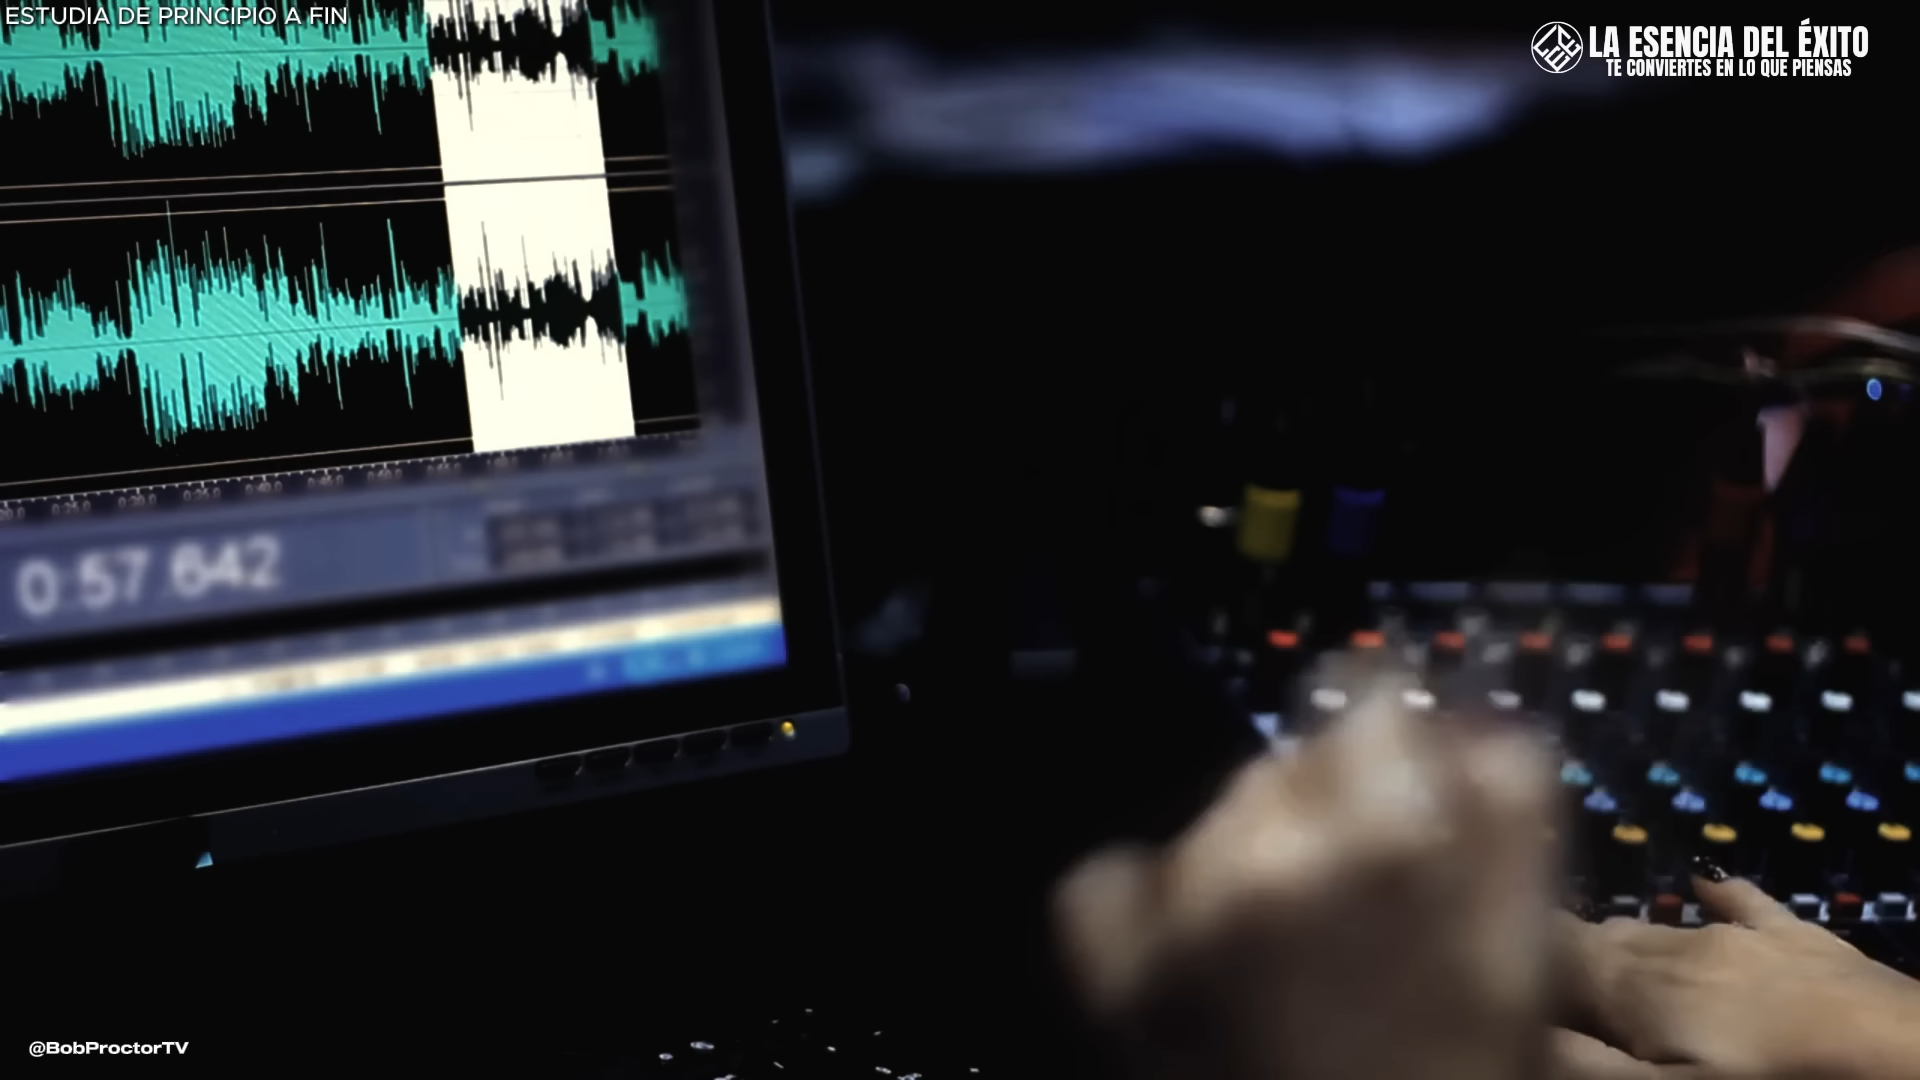 ESTUDIA DE PRINCIPIO A FIN
LA ESENCIA DEL ÉXITO
TE CONVIERTES EN LO QUE PIENSAS
0:57.642
@BobProctorTV